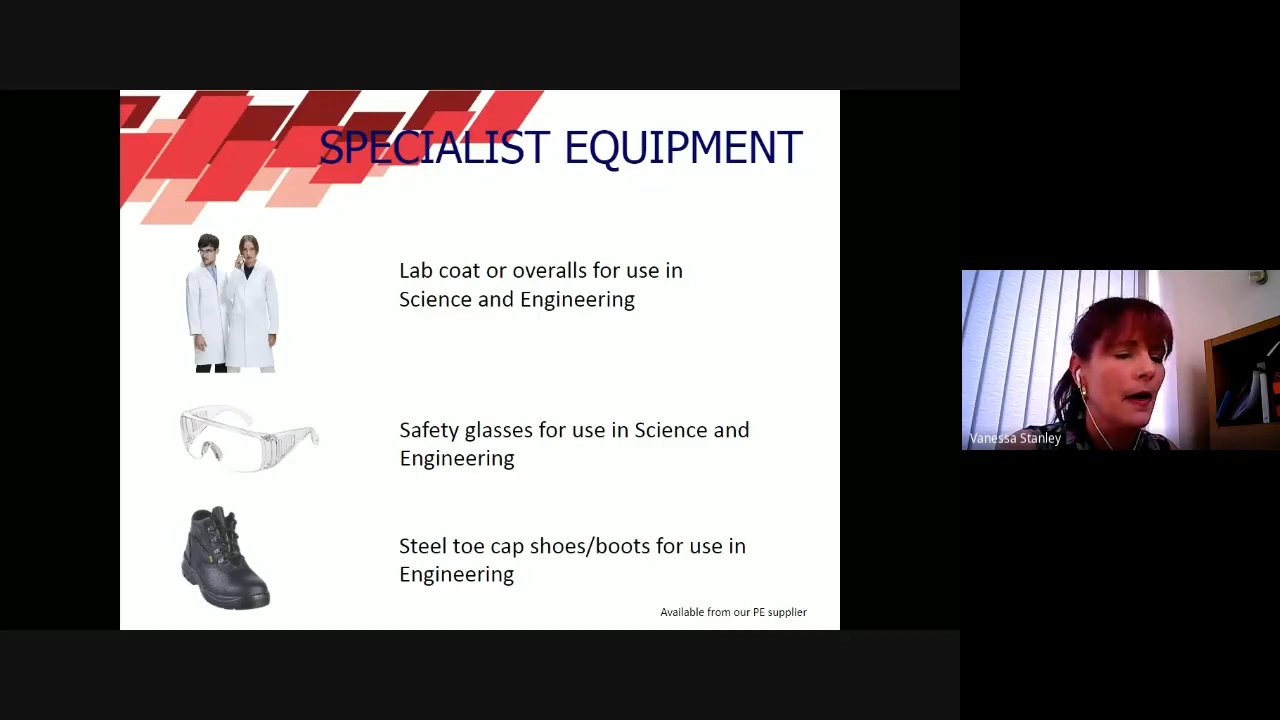 SPECIALIST EQUIPMENT
Lab coat or overalls for use in
Science and Engineering
Safety glasses for use in Science and
Engineering
Steel toe cap shoes/boots for use in
Engineering
Available from our PE supplier
Vanessa Stanley